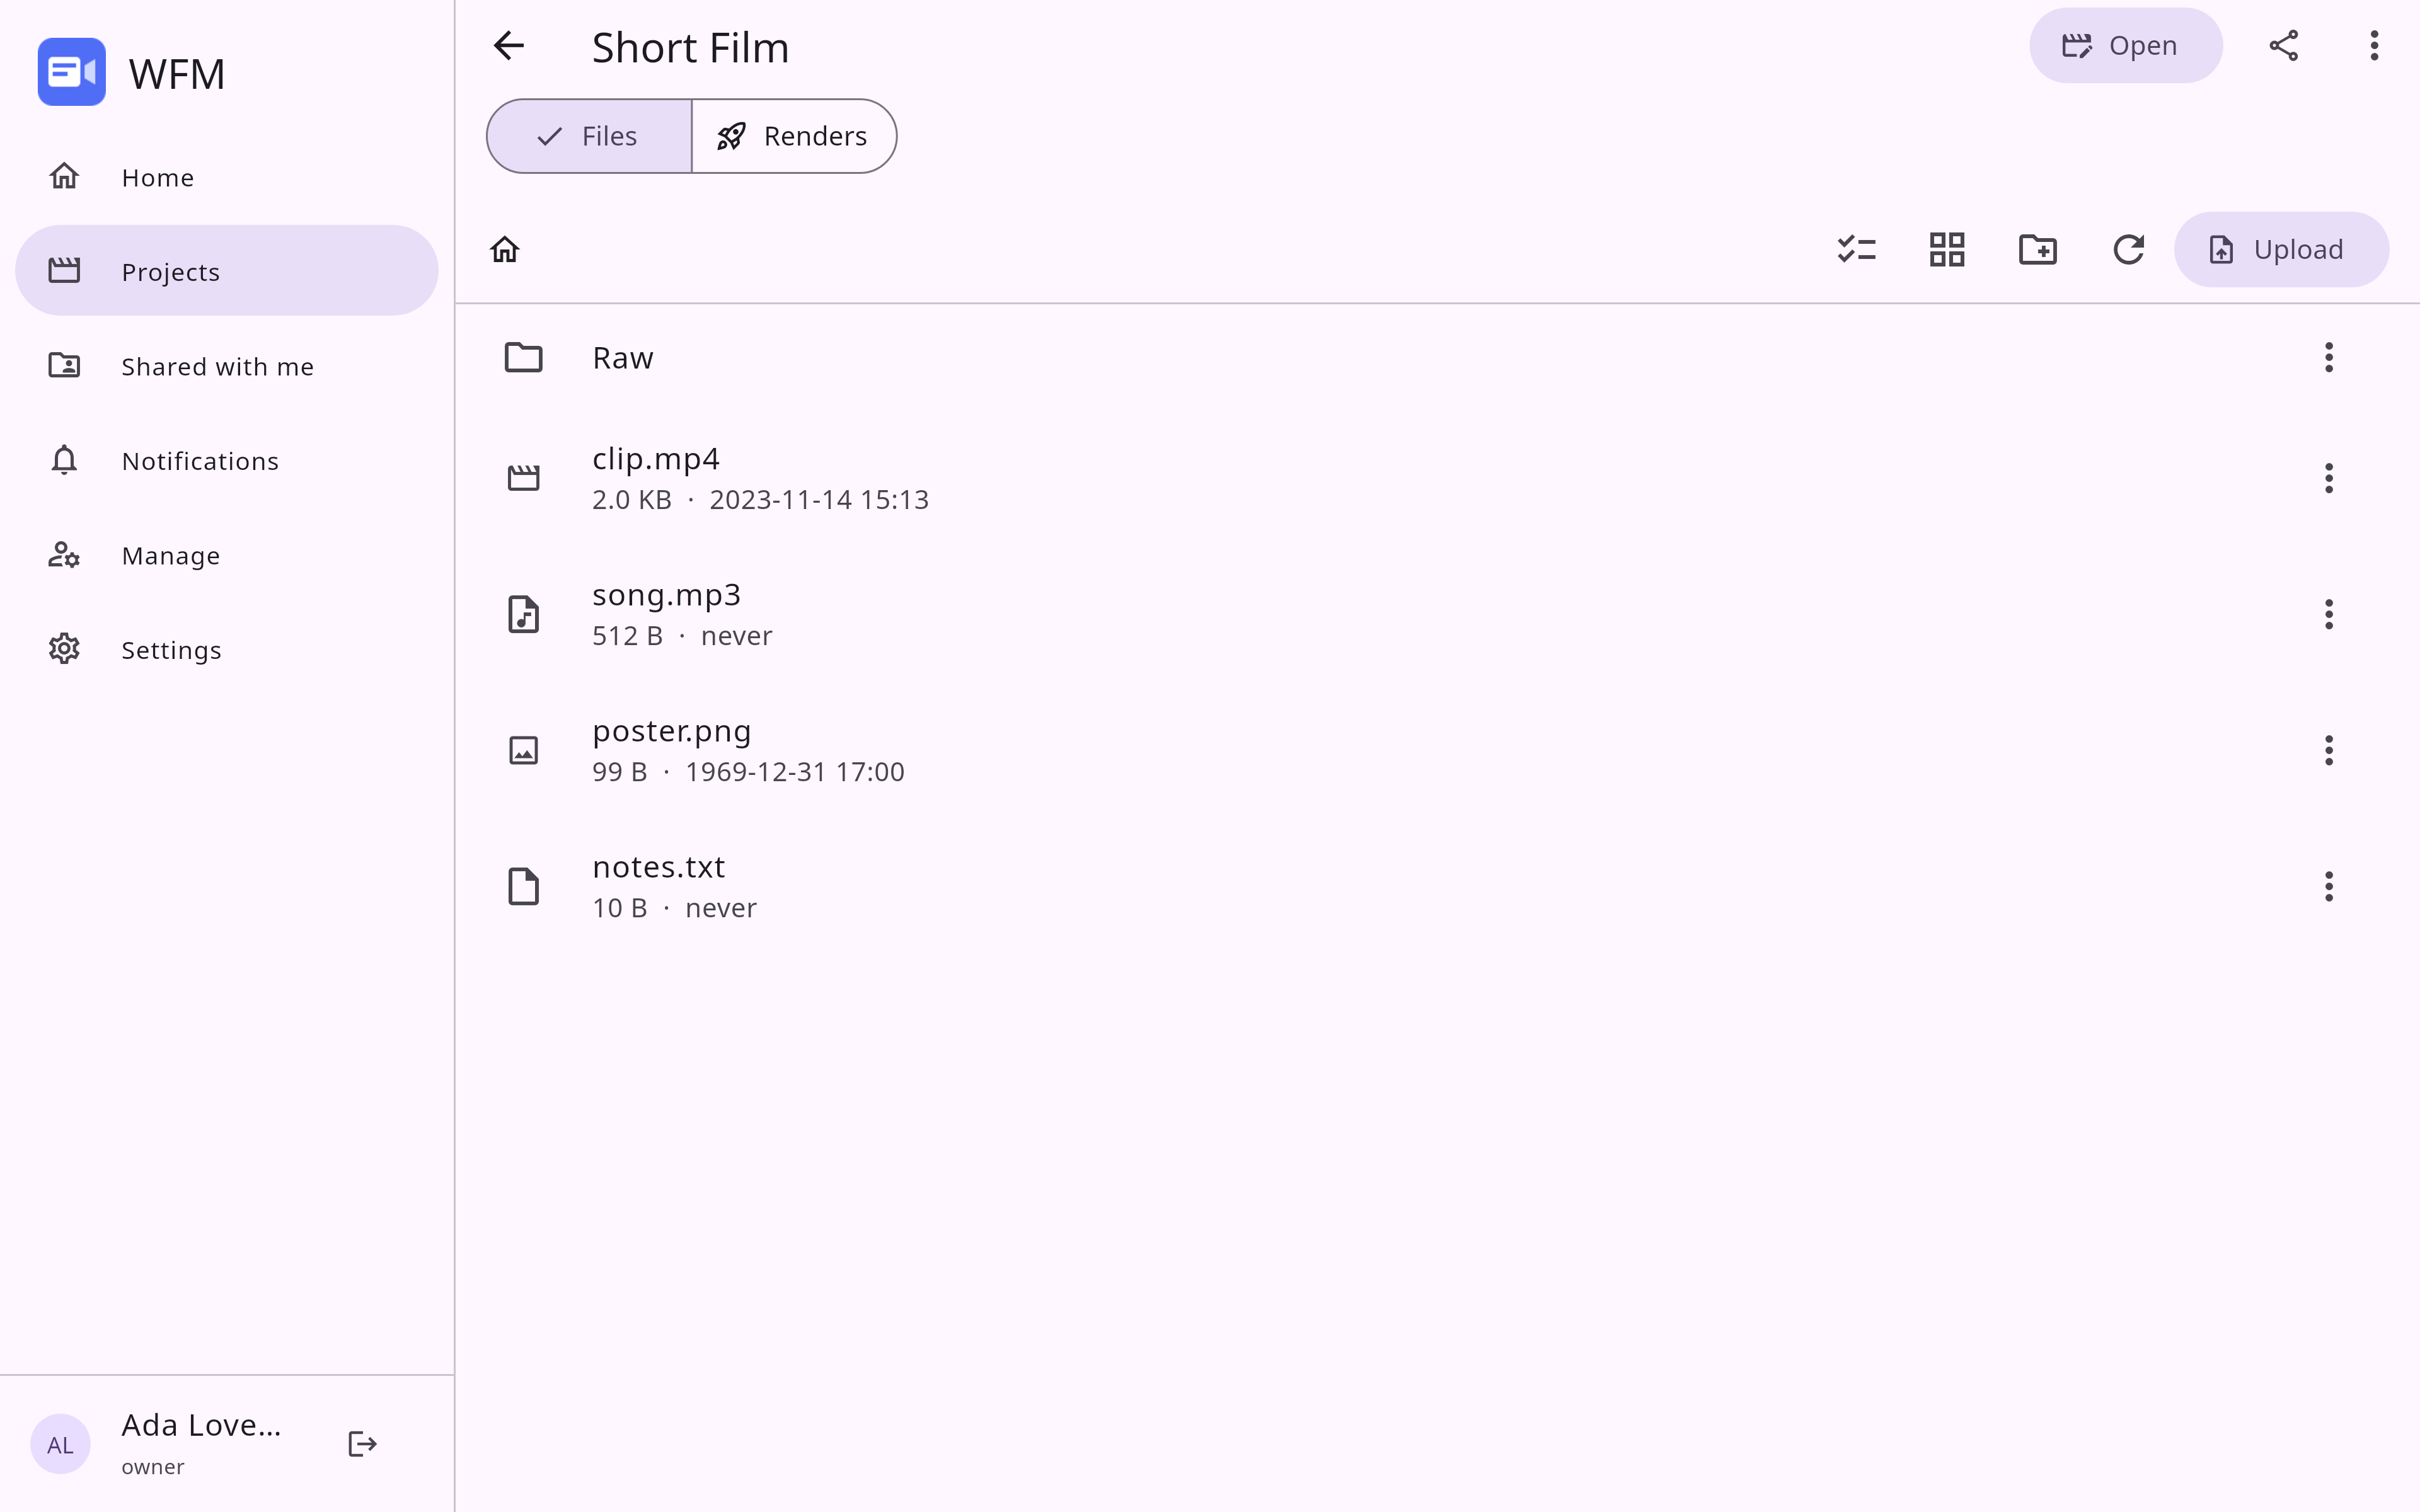 WFM
Home
Projects
Shared with me
Notifications
Manage
Settings
AL
Ada Love...
owner
Short Film
Open
Files
Renders
Upload
Raw
clip.mp4
2.0 KB · 2023-11-14 15:13
song.mp3
512 B · never
poster.png
99 B · 1969-12-31 17:00
notes.txt
10 B · never